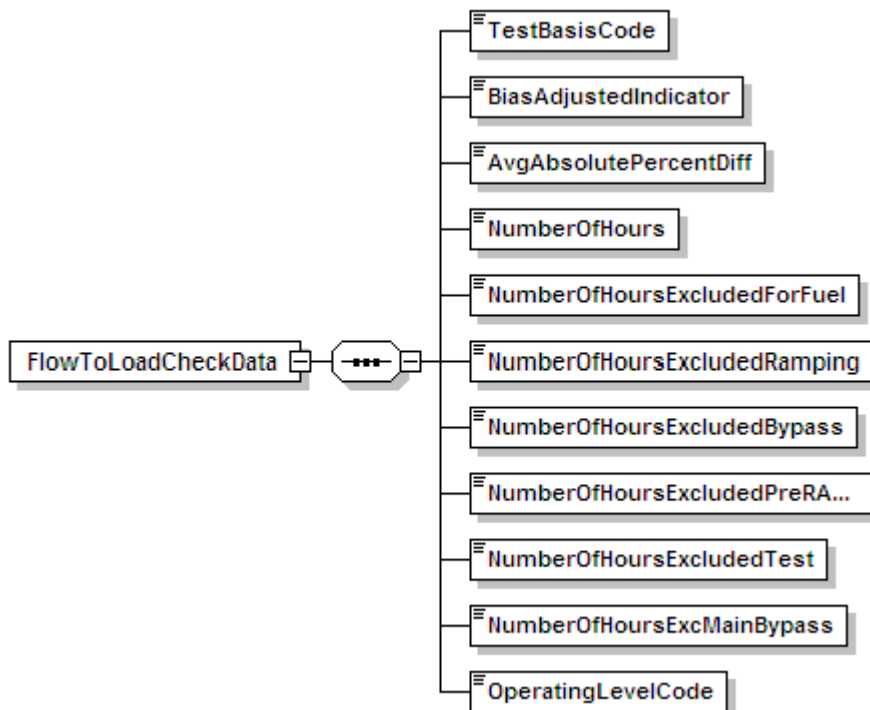 TestBasisCode
BiasAdjustedIndicator
AvgAbsolutePercentDiff
NumberOfHours
NumberOfHoursExcludedForFuel
FlowToLoadCheckData
NumberOfHoursExcludedRamping
NumberOfHoursExcludedBypass
NumberOfHoursExcludedPreRA...
NumberOfHoursExcludedTest
NumberOfHoursExcMainBypass
OperatingLevelCode